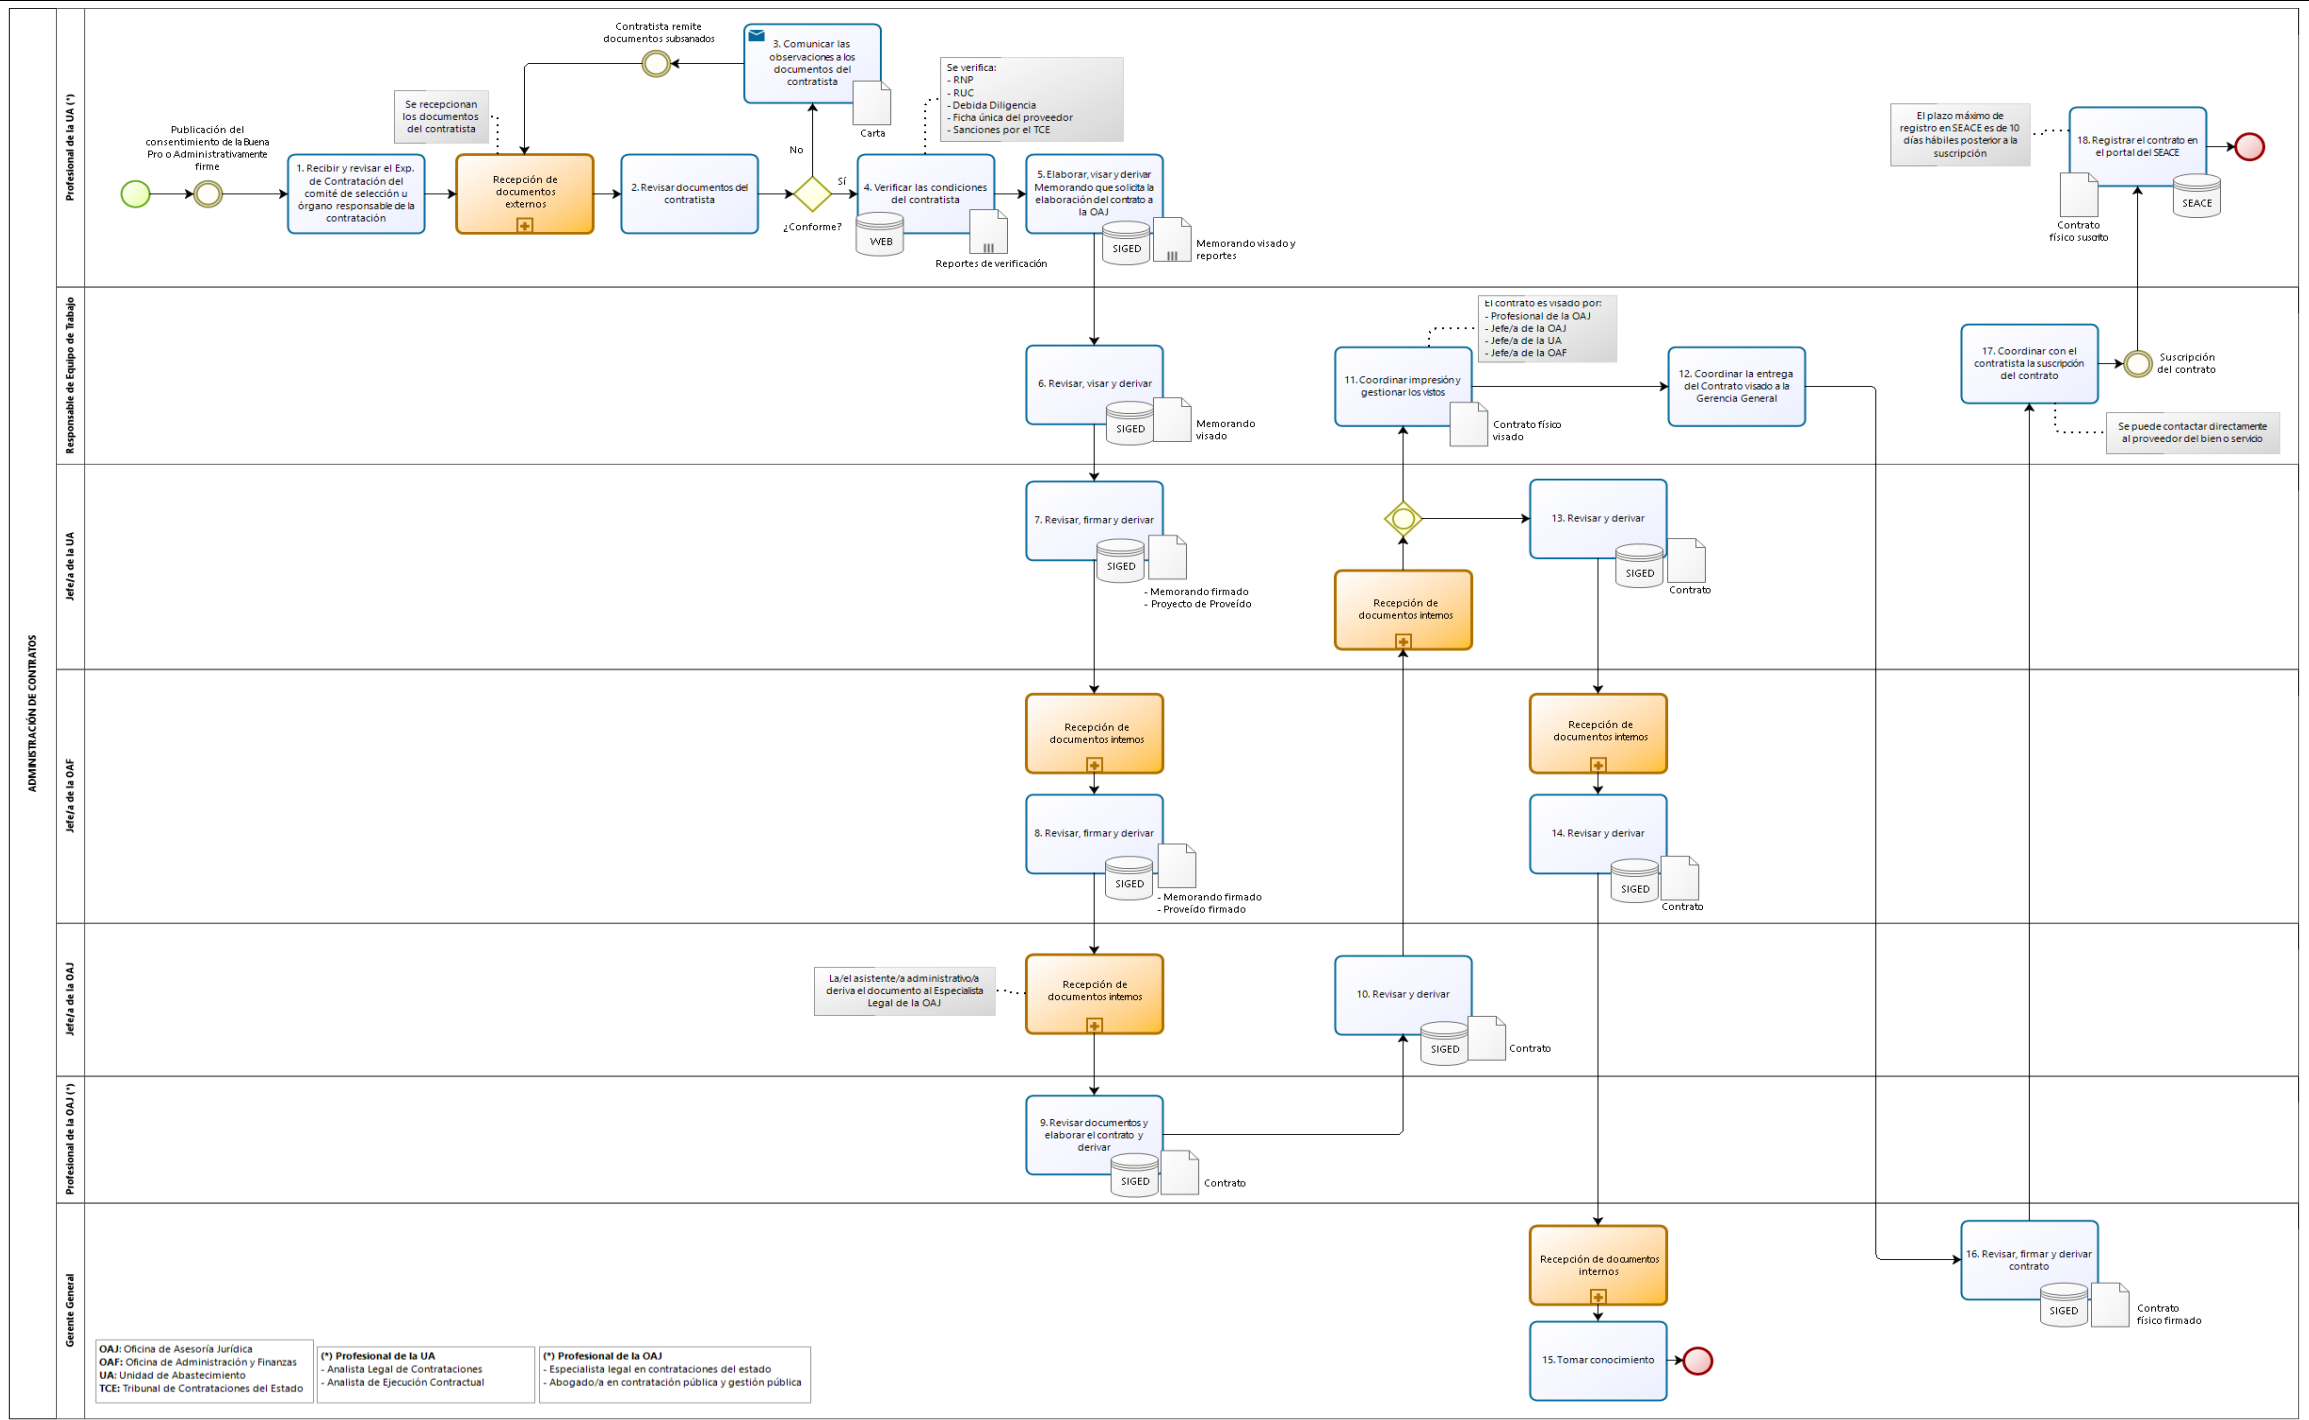 ADMINISTRACIÓN DE CONTRATOS
Profesional de la UA (*)
Publicación del
consentimiento de la Buena
Pro o Administrativamente
firme
1. Recibir y revisar el Exp.
de Contratación del
comité de selección u
órgano responsable de la
contratación
Se recepcionan
los documentos
del contratista
Recepción de
documentos
externos
2. Revisar documentos del
contratista
Contratista remite
documentos subsanados
3. Comunicar las
observaciones a los
documentos del
contratista
Carta
No
Sí
¿Conforme?
Se verifica:
- RNP
- RUC
- Debida Diligencia
- Ficha única del proveedor
- Sanciones por el TCE
4. Verificar las condiciones
del contratista
WEB
Reportes de verificación
5. Elaborar, visar y derivar
Memorando que solicita la
elaboración del contrato a
la OAJ
SIGED
Memorando visado y
reportes
El plazo máximo de
registro en SEACE es de 10
días hábiles posterior a la
suscripción
18. Registrar el contrato en
el portal del SEACE
Contrato
físico suscrito
SEACE
Responsable de Equipo de Trabajo
6. Revisar, visar y derivar
SIGED
Memorando
visado
El contrato es visado por:
- Profesional de la OAJ
- Jefe/a de la OAJ
- Jefe/a de la UA
- Jefe/a de la OAF
11. Coordinar impresión y
gestionar los vistos
Contrato físico
visado
12. Coordinar la entrega
del Contrato visado a la
Gerencia General
17. Coordinar con el
contratista la suscripción
del contrato
Suscripción
del contrato
Se puede contactar directamente
al proveedor del bien o servicio
Jefe/a de la UA
7. Revisar, firmar y derivar
SIGED
- Memorando firmado
- Proyecto de Proveído
Recepción de
documentos internos
13. Revisar y derivar
SIGED
Contrato
Jefe/a de la OAF
Recepción de
documentos internos
8. Revisar, firmar y derivar
SIGED
- Memorando firmado
- Proveído firmado
Recepción de
documentos internos
14. Revisar y derivar
SIGED
Contrato
Jefe/a de la OAJ
La/el asistente/a administrativo/a
deriva el documento al Especialista
Legal de la OAJ
Recepción de
documentos internos
10. Revisar y derivar
SIGED
Contrato
Profesional de la OAJ (*)
9. Revisar documentos y
elaborar el contrato y
derivar
SIGED
Contrato
Gerente General
Recepción de documentos
internos
15. Tomar conocimiento
16. Revisar, firmar y derivar
contrato
SIGED
Contrato
físico firmado
OAJ: Oficina de Asesoría Jurídica
OAF: Oficina de Administración y Finanzas
UA: Unidad de Abastecimiento
TCE: Tribunal de Contrataciones del Estado
(*) Profesional de la UA
- Analista Legal de Contrataciones
- Analista de Ejecución Contractual
(*) Profesional de la OAJ
- Especialista legal en contrataciones del estado
- Abogado/a en contratación pública y gestión pública